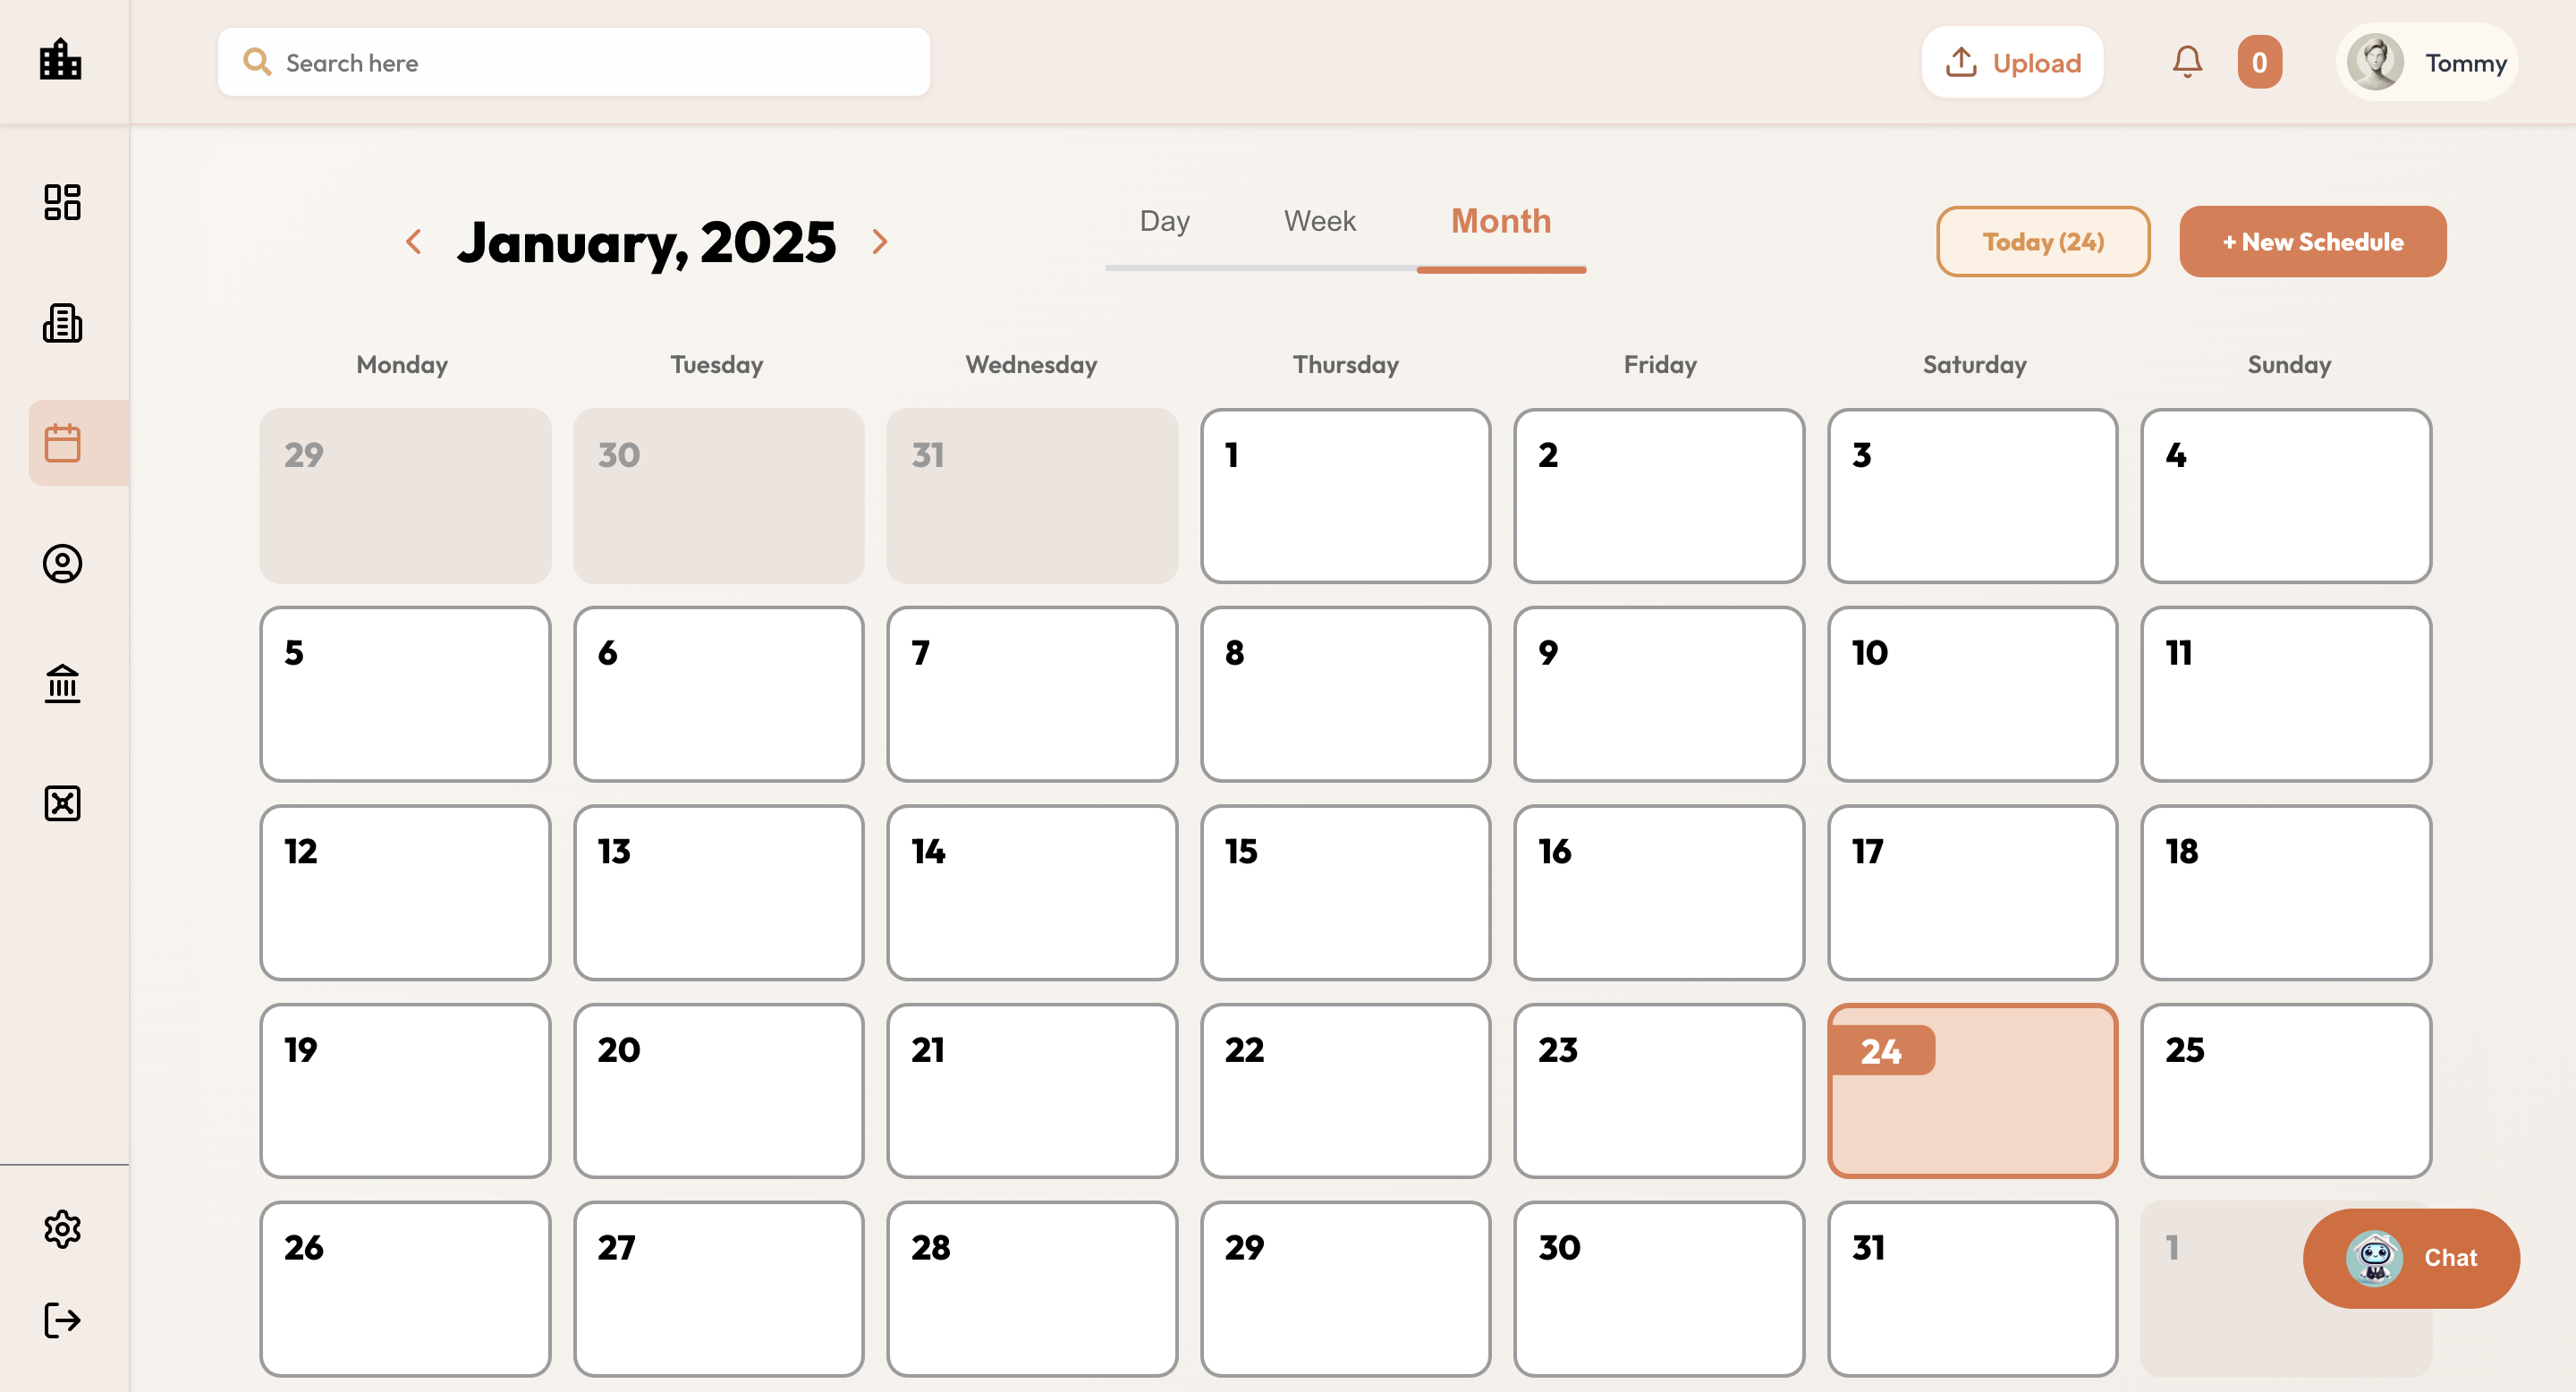 Search here
Upload
0
Tommy
January, 2025
Day Week Month
Today (24)
+ New Schedule
Monday Tuesday Wednesday Thursday Friday Saturday Sunday
29 30 31 1 2 3 4
5 6 7 8 9 10 11
12 13 14 15 16 17 18
19 20 21 22 23 24 25
26 27 28 29 30 31 1
Chat